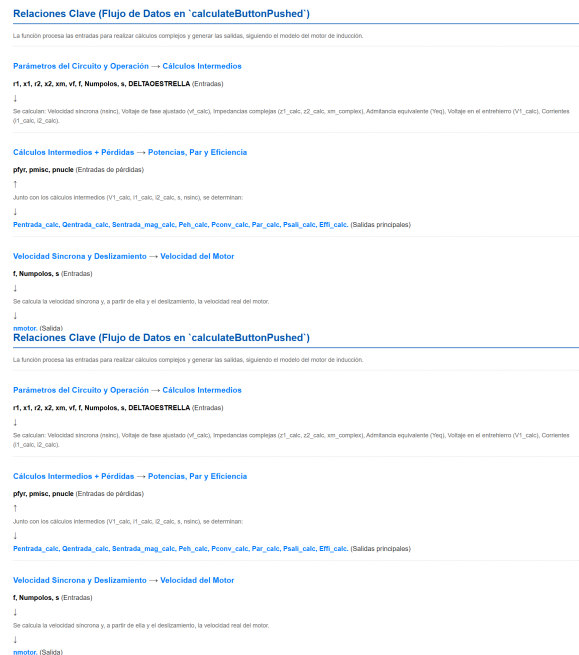 Relaciones Clave (Flujo de Datos en `calculateButtonPushed`)
La función procesa las entradas para realizar cálculos complejos y generar las salidas, siguiendo el modelo del motor de inducción.
Parámetros del Circuito y Operación → Cálculos Intermedios
r1, x1, r2, x2, xm, vf, f, Numpolos, s, DELTAOESTRELLA (Entradas)
↓
Se calculan: Velocidad síncrona (nsinc), Voltaje de fase ajustado (vf_calc), Impedancias complejas (z1_calc, z2_calc, xm_complex), Admitancia equivalente (Yeq), Voltaje en el entrehierro (V1_calc), Corrientes
(I1_calc, I2_calc).
Cálculos Intermedios + Pérdidas → Potencias, Par y Eficiencia
pfyr, pmisc, pnucle (Entradas de pérdidas)
↑
Junto con los cálculos intermedios (V1_calc, I1_calc, I2_calc, s, nsinc), se determinan:
↓
Pentrada_calc, Qentrada_calc, Sentrada_mag_calc, Peh_calc, Pconv_calc, Par_calc, Psali_calc, Effi_calc. (Salidas principales)
Velocidad Síncrona y Deslizamiento → Velocidad del Motor
f, Numpolos, s (Entradas)
↓
Se calcula la velocidad síncrona y, a partir de ella y el deslizamiento, la velocidad real del motor.
↓
nmotor. (Salida)
Relaciones Clave (Flujo de Datos en `calculateButtonPushed`)
La función procesa las entradas para realizar cálculos complejos y generar las salidas, siguiendo el modelo del motor de inducción.
Parámetros del Circuito y Operación → Cálculos Intermedios
r1, x1, r2, x2, xm, vf, f, Numpolos, s, DELTAOESTRELLA (Entradas)
↓
Se calculan: Velocidad síncrona (nsinc), Voltaje de fase ajustado (vf_calc), Impedancias complejas (z1_calc, z2_calc, xm_complex), Admitancia equivalente (Yeq), Voltaje en el entrehierro (V1_calc), Corrientes
(I1_calc, I2_calc).
Cálculos Intermedios + Pérdidas → Potencias, Par y Eficiencia
pfyr, pmisc, pnucle (Entradas de pérdidas)
↑
Junto con los cálculos intermedios (V1_calc, I1_calc, I2_calc, s, nsinc), se determinan:
↓
Pentrada_calc, Qentrada_calc, Sentrada_mag_calc, Peh_calc, Pconv_calc, Par_calc, Psali_calc, Effi_calc. (Salidas principales)
Velocidad Síncrona y Deslizamiento → Velocidad del Motor
f, Numpolos, s (Entradas)
↓
Se calcula la velocidad síncrona y, a partir de ella y el deslizamiento, la velocidad real del motor.
↓
nmotor. (Salida)